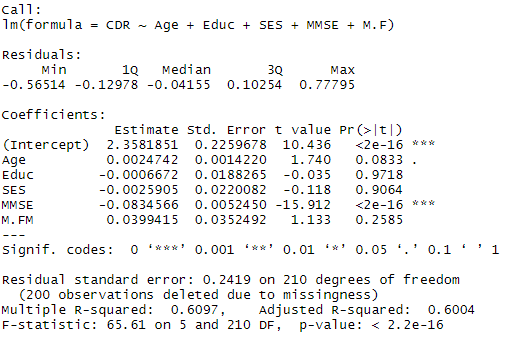 Call:
lm(formula = CDR ~ Age + Educ + SES + MMSE + M.F)
Residuals:
     Min       1Q   Median       3Q      Max
-0.56514 -0.12978 -0.04155  0.10254  0.77795
Coefficients:
              Estimate Std. Error t value Pr(>|t|)
(Intercept)  2.3581851  0.2259678  10.436   <2e-16 ***
Age          0.0024742  0.0014220   1.740   0.0833 .
Educ        -0.0006672  0.0188265  -0.035   0.9718
SES         -0.0025905  0.0220082  -0.118   0.9064
MMSE        -0.0834566  0.0052450 -15.912   <2e-16 ***
M.FM         0.0399415  0.0352492   1.133   0.2585
---
Signif. codes:  0 ‘***’ 0.001 ‘**’ 0.01 ‘*’ 0.05 ‘.’ 0.1 ‘ ’ 1
Residual standard error: 0.2419 on 210 degrees of freedom
  (200 observations deleted due to missingness)
Multiple R-squared:  0.6097,	Adjusted R-squared:  0.6004
F-statistic: 65.61 on 5 and 210 DF,  p-value: < 2.2e-16